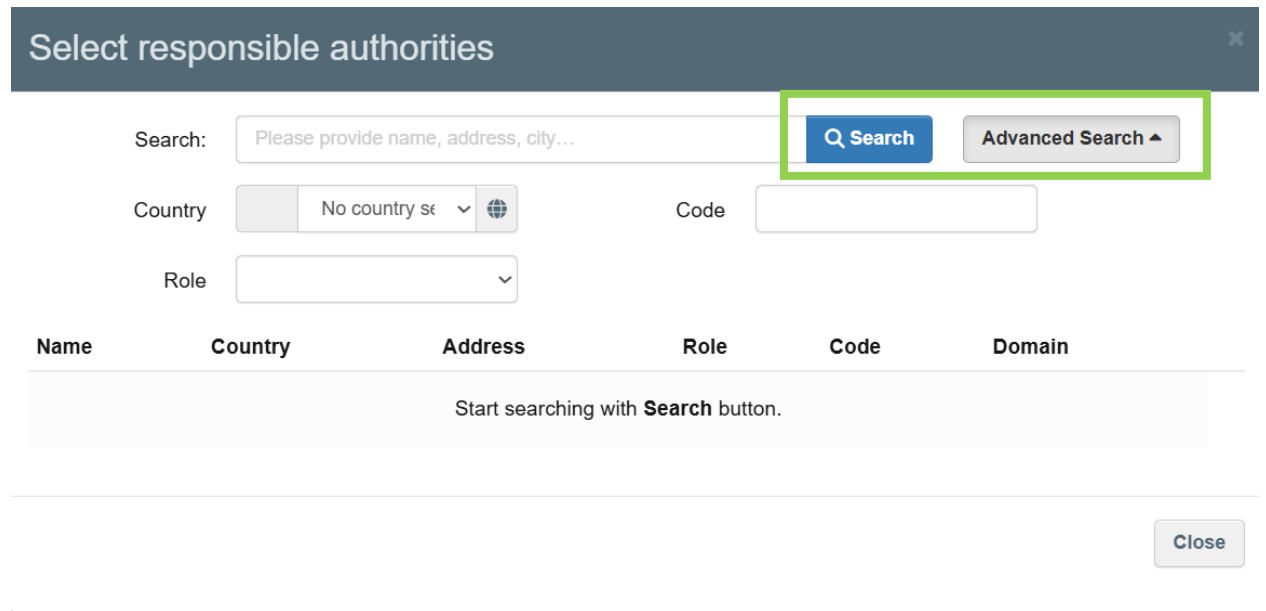 Select responsible authorities
Search: Please provide name, address, city... Search Advanced Search
Country No country se Code
Role
Name Country Address Role Code Domain
Start searching with Search button.
Close